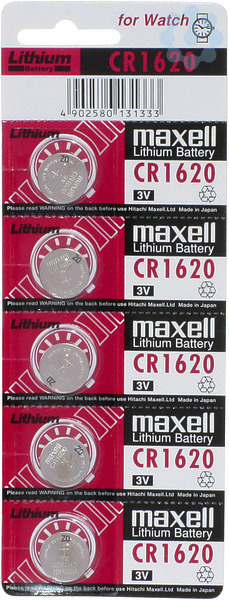 for Watch
Lithium
Battery
CR1620
4 902580 131333
maxell
Lithium Battery
CR1620
3V
Please read WARNING on the back before use Hitachi Maxell.Ltd Made in Japan
Lithium
maxell
Lithium Battery
CR1620
3V
Please read WARNING on the back before use Hitachi Maxell.Ltd Made in Japan
Lithium
maxell
Lithium Battery
CR1620
3V
Please read WARNING on the back before use Hitachi Maxell.Ltd Made in Japan
Lithium
maxell
Lithium Battery
CR1620
3V
Please read WARNING on the back before use Hitachi Maxell.Ltd Made in Japan
Lithium
maxell
Lithium Battery
CR1620
3V
Please read WARNING on the back before use Hitachi Maxell.Ltd Made in Japan